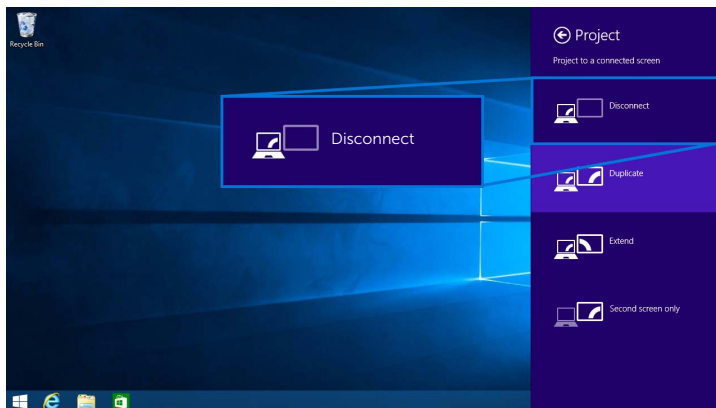 Recycle Bin
Project
Project to a connected screen
Disconnect
Disconnect
Duplicate
Extend
Second screen only